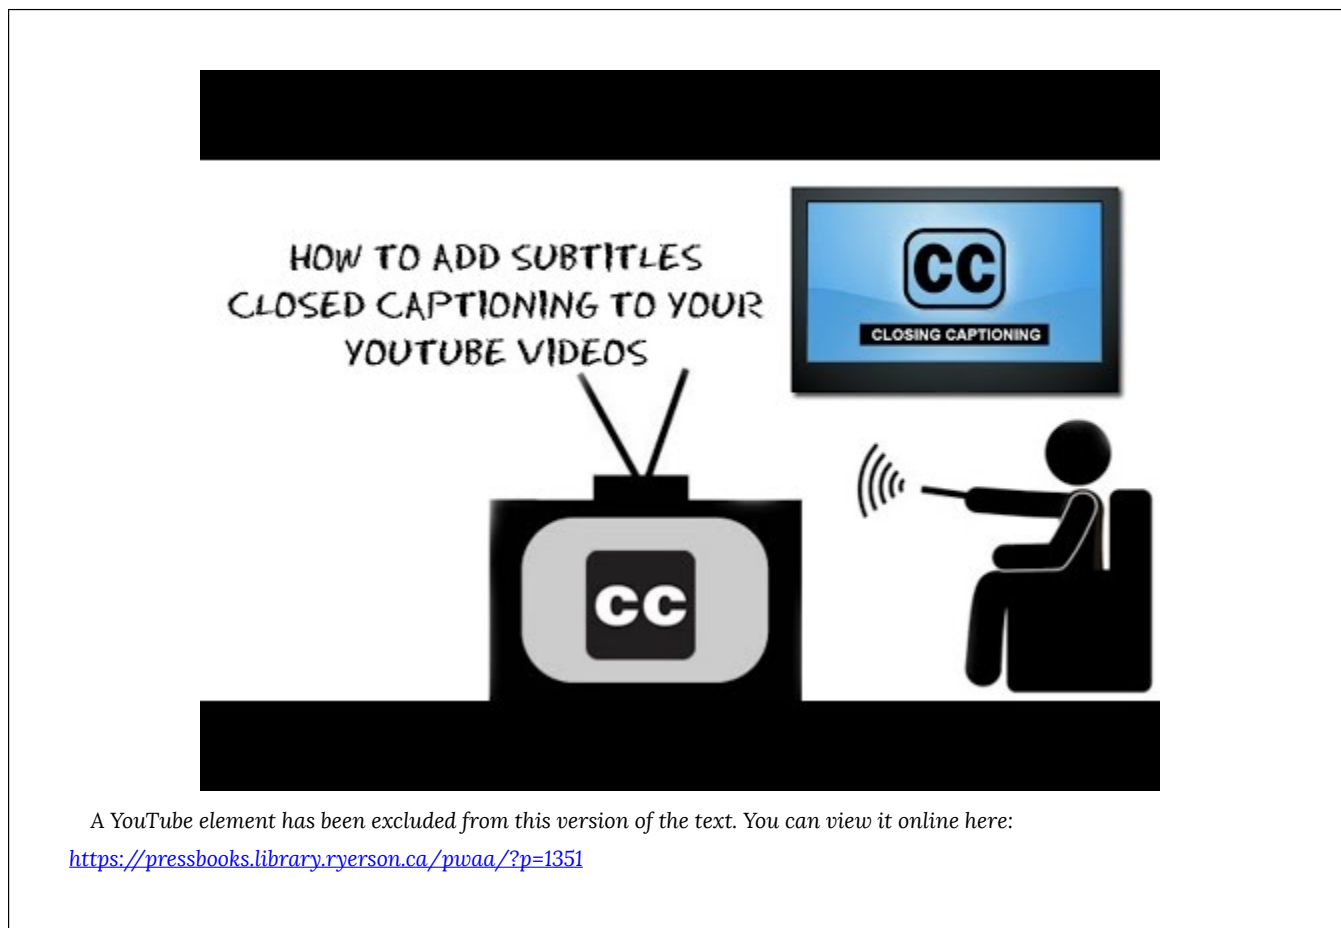 HOW TO ADD SUBTITLES
CLOSED CAPTIONING TO YOUR
YOUTUBE VIDEOS
CC
CLOSING CAPTIONING
CC
A YouTube element has been excluded from this version of the text. You can view it online here:
https://pressbooks.library.ryerson.ca/pwaa/?p=1351